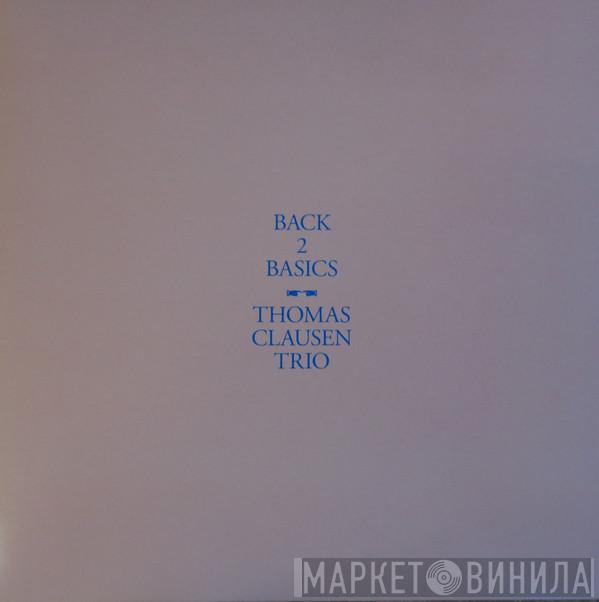 BACK
2
BASICS
THOMAS
CLAUSEN
TRIO
МАРКЕТ ВИНИЛА